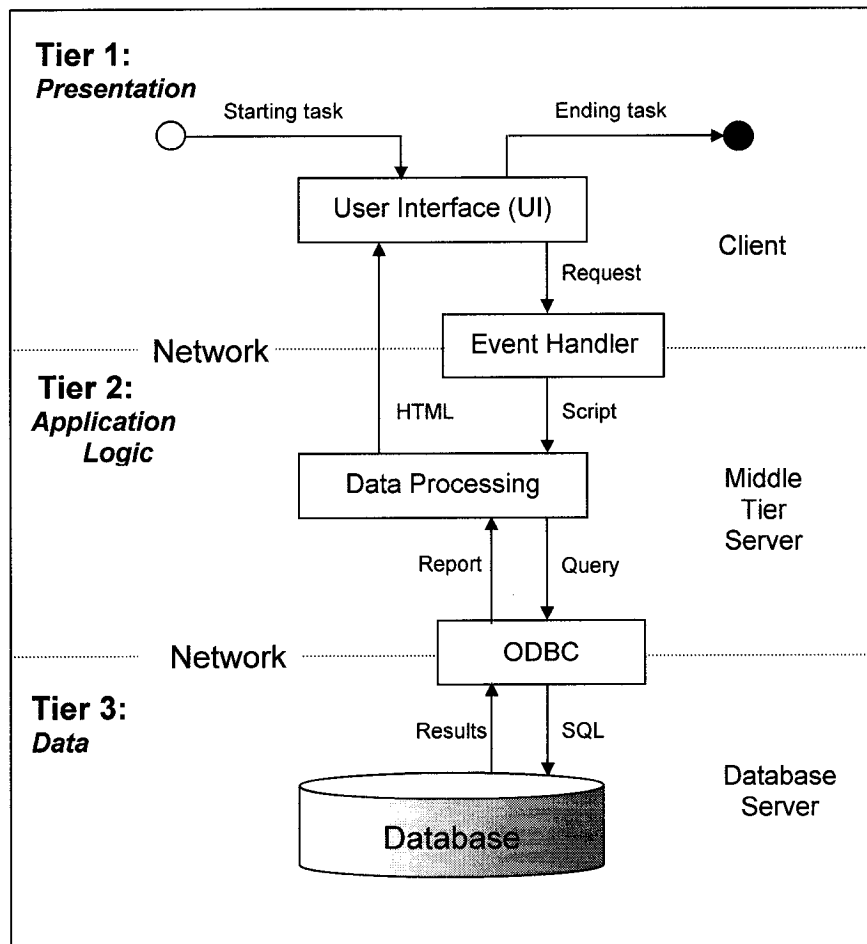 Tier 1:
Presentation
Starting task
Ending task
User Interface (UI)
Client
Request
Network
Event Handler
Tier 2:
Application
Logic
HTML
Script
Data Processing
Middle
Tier
Server
Report
Query
Network
ODBC
Tier 3:
Data
Results
SQL
Database
Server
Database